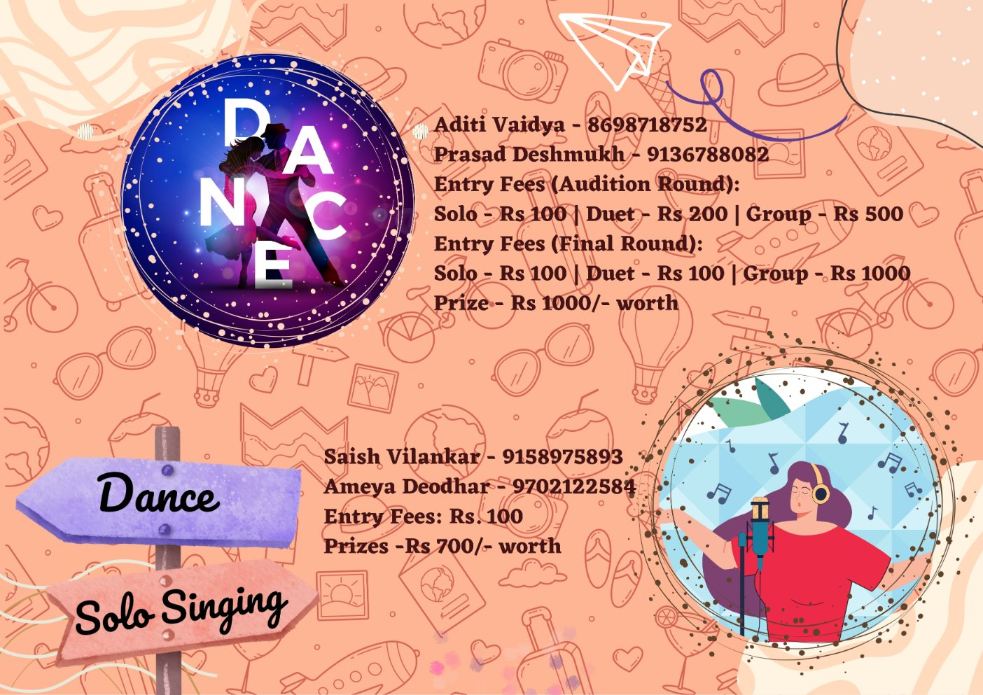 DANCE
Aditi Vaidya - 8698718752
Prasad Deshmukh - 9136788082
Entry Fees (Audition Round):
Solo - Rs 100 | Duet - Rs 200 | Group - Rs 500
Entry Fees (Final Round):
Solo - Rs 100 | Duet - Rs 100 | Group - Rs 1000
Prize - Rs 1000/- worth
Dance
Solo Singing
Saish Vilankar - 9158975893
Ameya Deodhar - 9702122584
Entry Fees: Rs. 100
Prizes -Rs 700/- worth